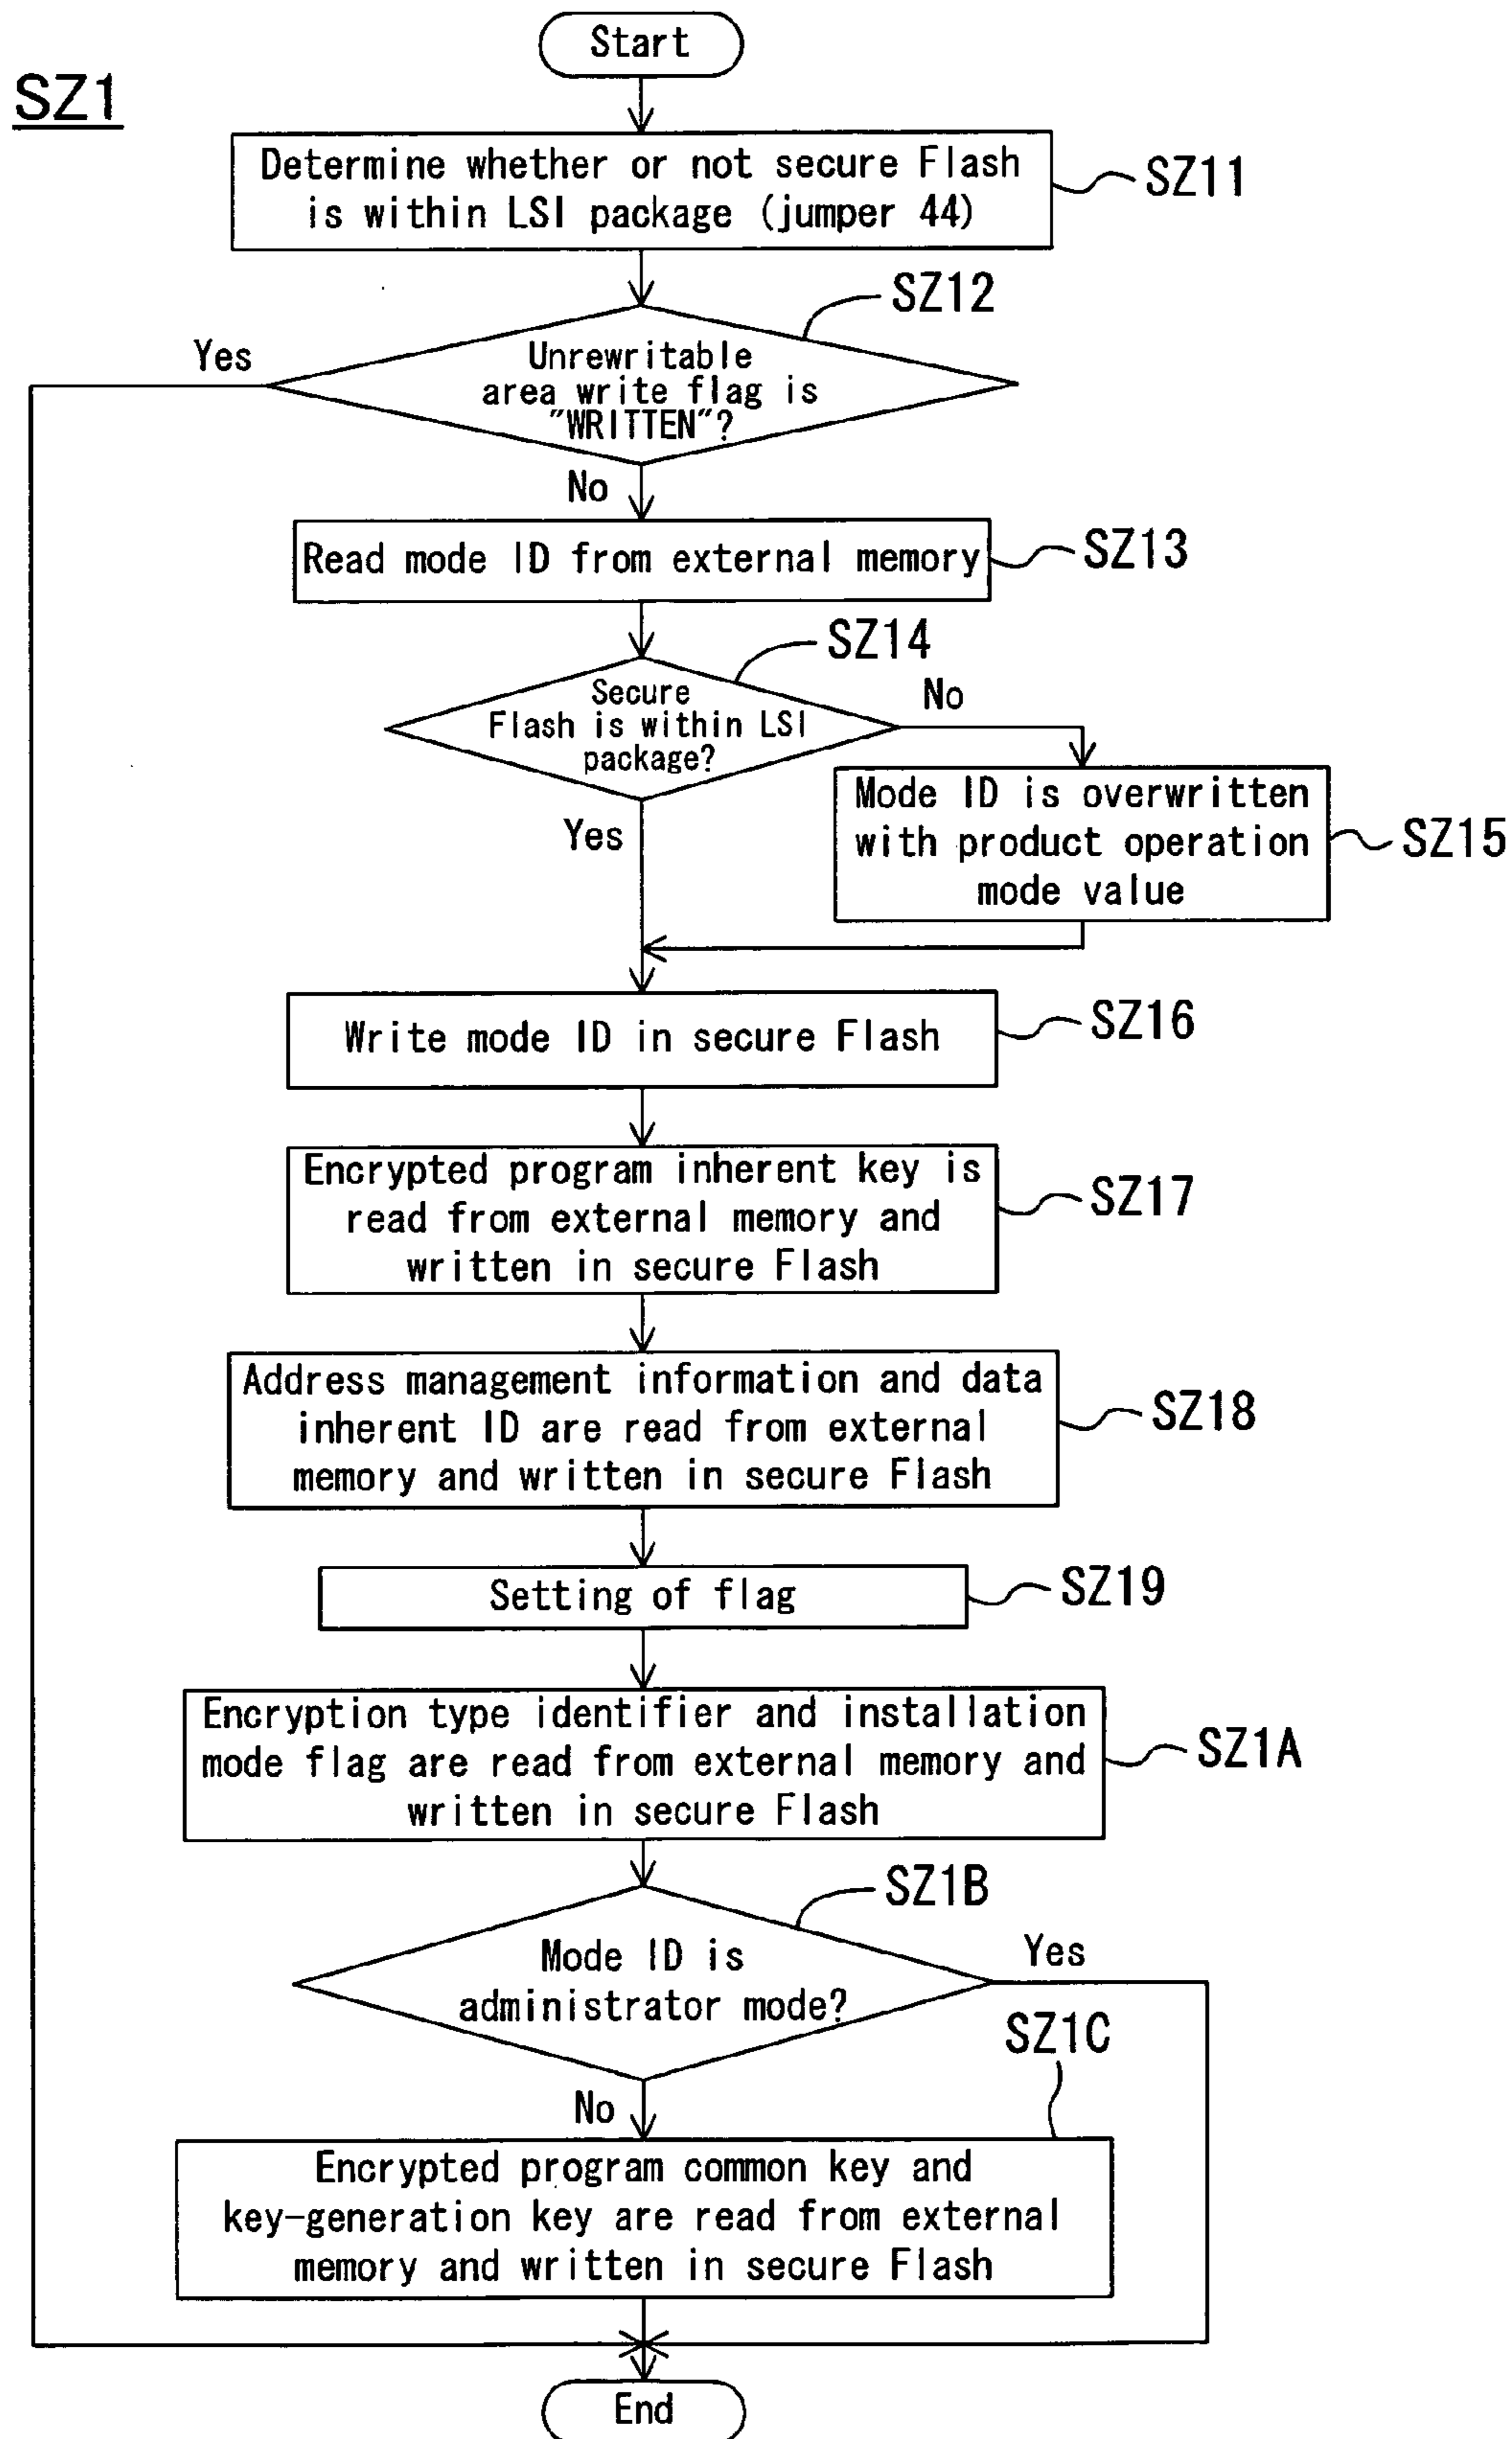 Start
SZ1
Determine whether or not secure Flash
is within LSI package (jumper 44)
SZ11
SZ12
Yes
Unrewritable
area write flag is
"WRITTEN"?
No
Read mode ID from external memory
SZ13
SZ14
Secure
Flash is within LSI
package?
No
Yes
Mode ID is overwritten
with product operation
mode value
SZ15
Write mode ID in secure Flash
SZ16
Encrypted program inherent key is
read from external memory and
written in secure Flash
SZ17
Address management information and data
inherent ID are read from external
memory and written in secure Flash
SZ18
Setting of flag
SZ19
Encryption type identifier and installation
mode flag are read from external memory and
written in secure Flash
SZ1A
SZ1B
Mode ID is
administrator mode?
Yes
No
SZ1C
Encrypted program common key and
key-generation key are read from external
memory and written in secure Flash
End